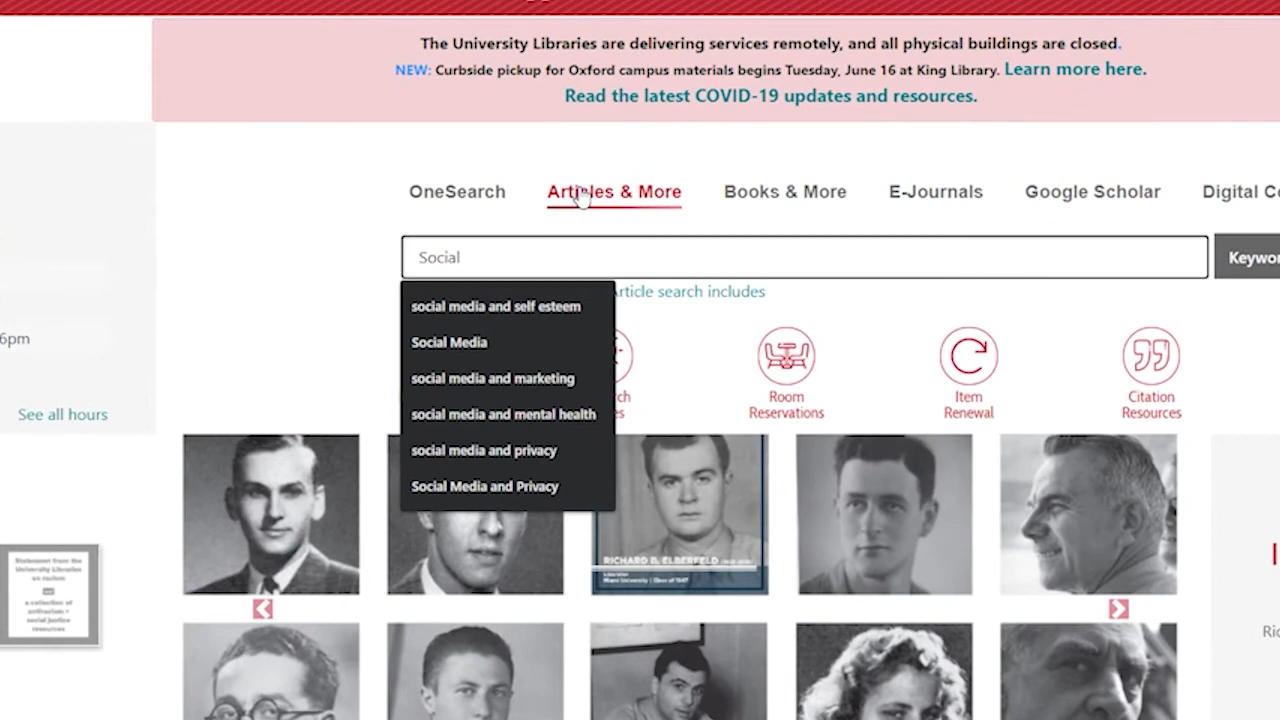 The University Libraries are delivering services remotely, and all physical buildings are closed.
NEW: Curbside pickup for Oxford campus materials begins Tuesday, June 16 at King Library. Learn more here.
Read the latest COVID-19 updates and resources.
OneSearch
Articles & More
Books & More
E-Journals
Google Scholar
Digital Co
Social
Keywor
social media and self esteem
Social Media
social media and marketing
social media and mental health
social media and privacy
Social Media and Privacy
Article search includes
6pm
See all hours
Room
Reservations
Item
Renewal
Citation
Resources
RICHARD B. ELBERFELD
Miami University | Class of 1947
Statement from the
University Libraries
on racism
and
a collection of
antiracism +
social justice
resources